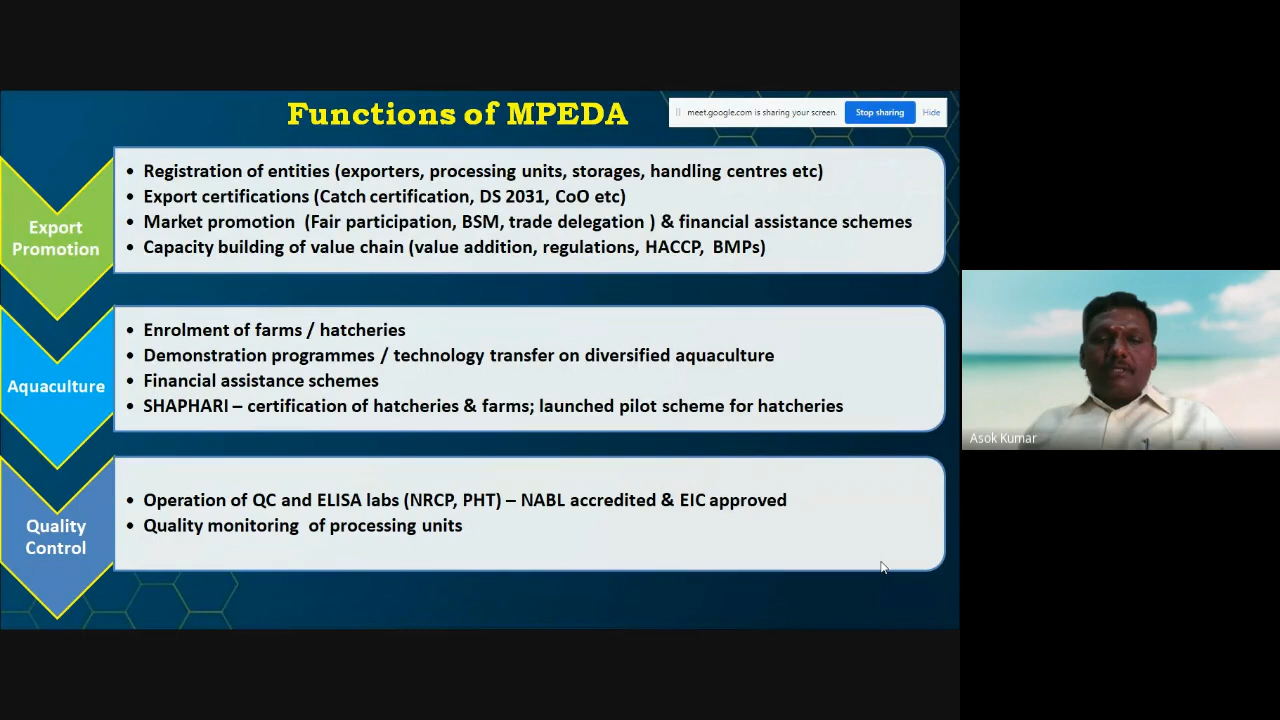 Functions of MPEDA
meet.google.com is sharing your screen.
Stop sharing
Hide
Export
Promotion
• Registration of entities (exporters, processing units, storages, handling centres etc)
• Export certifications (Catch certification, DS 2031, CoO etc)
• Market promotion (Fair participation, BSM, trade delegation ) & financial assistance schemes
• Capacity building of value chain (value addition, regulations, HACCP, BMPs)
Aquaculture
• Enrolment of farms / hatcheries
• Demonstration programmes / technology transfer on diversified aquaculture
• Financial assistance schemes
• SHAPHARI – certification of hatcheries & farms; launched pilot scheme for hatcheries
Quality
Control
• Operation of QC and ELISA labs (NRCP, PHT) – NABL accredited & EIC approved
• Quality monitoring of processing units
Asok Kumar